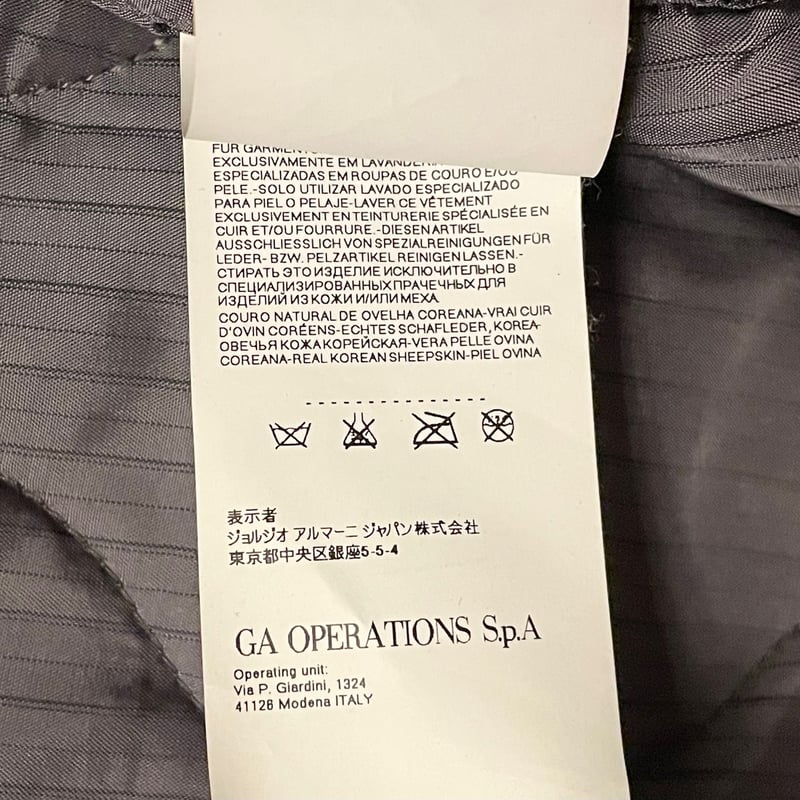 FUR GARMENTS
EXCLUSIVAMENTE EM LAVANDERIA
ESPECIALIZADAS EM ROUPAS DE COURO E/OU
PELE.-SOLO UTILIZAR LAVADO ESPECIALIZADO
PARA PIEL O PELAJE-LAVER CE VÊTEMENT
EXCLUSIVEMENT EN TEINTURERIE SPÉCIALISÉE EN
CUIR ET/OU FOURRURE.-DIESEN ARTIKEL
AUSSCHLIESSLICH VON SPEZIALREINIGUNGEN FÜR
LEDER- BZW. PELZARTIKEL REINIGEN LASSEN.-
СТИРАТЬ ЭТО ИЗДЕЛИЕ ИСКЛЮЧИТЕЛЬНО В
СПЕЦИАЛИЗИРОВАННЫХ ПРАЧЕЧНЫХ ДЛЯ
ИЗДЕЛИЙ ИЗ КОЖИ И/ИЛИ МЕХА.
COURO NATURAL DE OVELHA COREANA-VRAI CUIR
D'OVIN CORÉENS-ECHTES SCHAFLEDER, KOREA-
ОВЕЧЬЯ КОЖА КОРЕЙСКАЯ-VERA PELLE OVINA
COREANA-REAL KOREAN SHEEPSKIN-PIEL OVINA
表示者
ジョルジオ アルマーニ ジャパン株式会社
東京都中央区銀座5-5-4
GA OPERATIONS S.p.A
Operating unit:
Via P. Giardini, 1324
41126 Modena ITALY